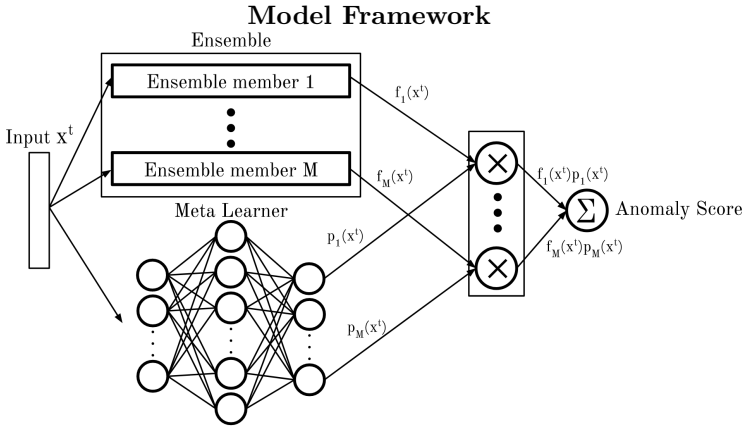 Model Framework
Ensemble
Ensemble member 1
Ensemble member M
Input x^t
Meta Learner
f_1(x^t)
f_M(x^t)
p_1(x^t)
p_M(x^t)
×
×
f_1(x^t)p_1(x^t)
f_M(x^t)p_M(x^t)
Σ
Anomaly Score